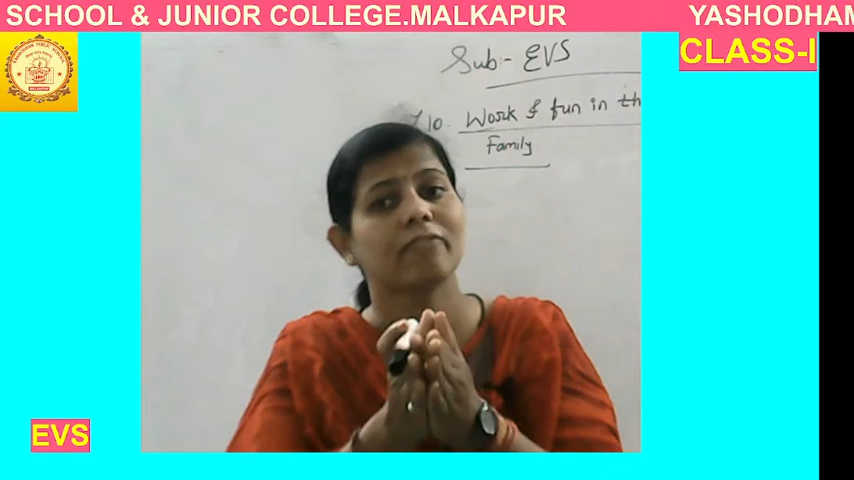 SCHOOL & JUNIOR COLLEGE.MALKAPUR YASHODHAM
CLASS-I
Sub:- EVS
10. Work & fun in th
Family
EVS